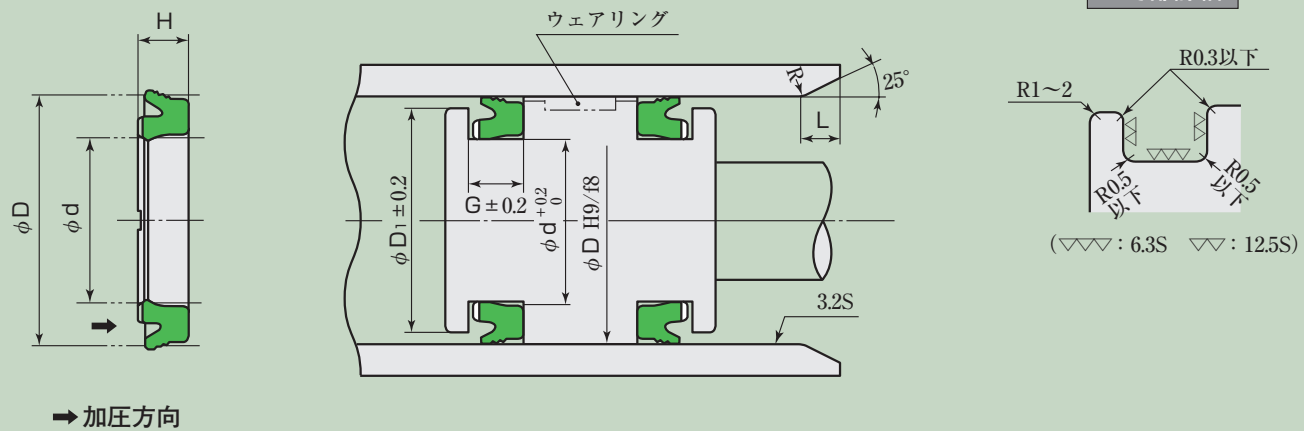 H
φD
φd
加圧方向
ウェアリング
R
25°
L
φD1±0.2
G±0.2
φd +0.2 0
φD H9/f8
3.2S
R0.3以下
R1～2
R0.5
以下
R0.5
以下
(▽▽▽：6.3S ▽▽：12.5S)